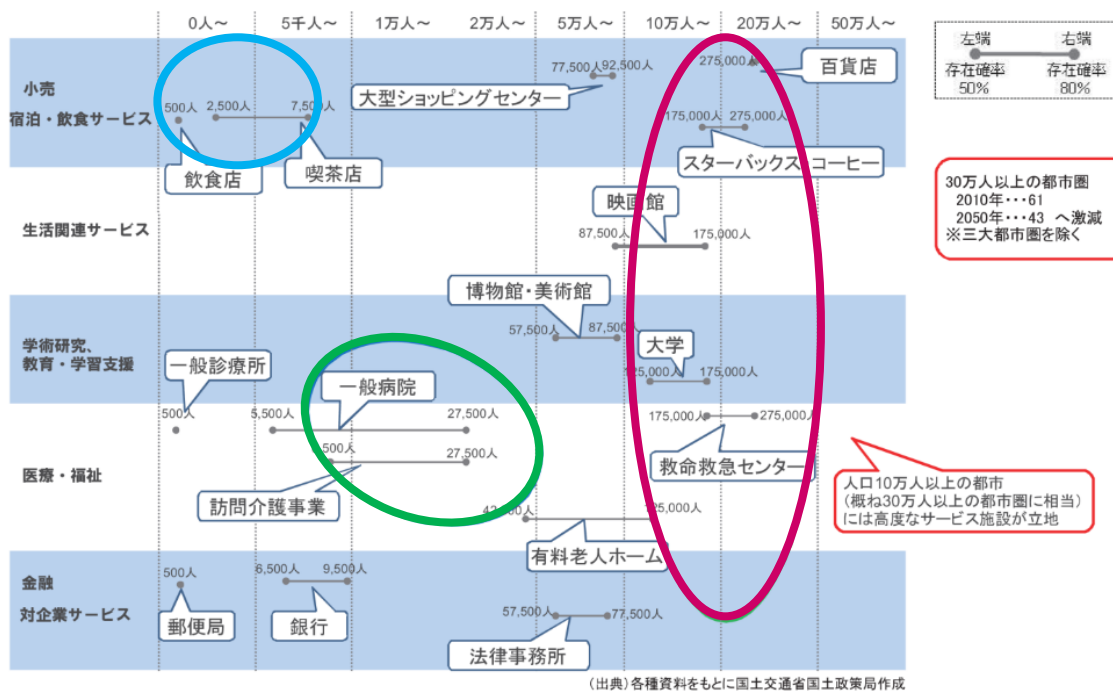 0人～ 5千人～ 1万人～ 2万人～ 5万人～ 10万人～ 20万人～ 50万人～
左端 右端
存在確率 存在確率
50% 80%
小売
宿泊・飲食サービス
77,500人 92,500人
275,000人
百貨店
大型ショッピングセンター
500人 2,500人 7,500人
175,000人 275,000人
飲食店
喫茶店
スターバックス コーヒー
30万人以上の都市圏
2010年・・・61
2050年・・・43 へ激減
※三大都市圏を除く
生活関連サービス
映画館
87,500人 175,000人
学術研究、
教育・学習支援
博物館・美術館
57,500人 87,500人
大学
175,000人
一般診療所
一般病院
500人 5,500人 27,500人
175,000人 275,000人
医療・福祉
27,500人
訪問介護事業
救命救急センター
有料老人ホーム
人口10万人以上の都市
(概ね30万人以上の都市圏に相当)
には高度なサービス施設が立地
金融
対企業サービス
500人 6,500人 9,500人
郵便局
銀行
57,500人 77,500人
法律事務所
(出典)各種資料をもとに国土交通省国土政策局作成